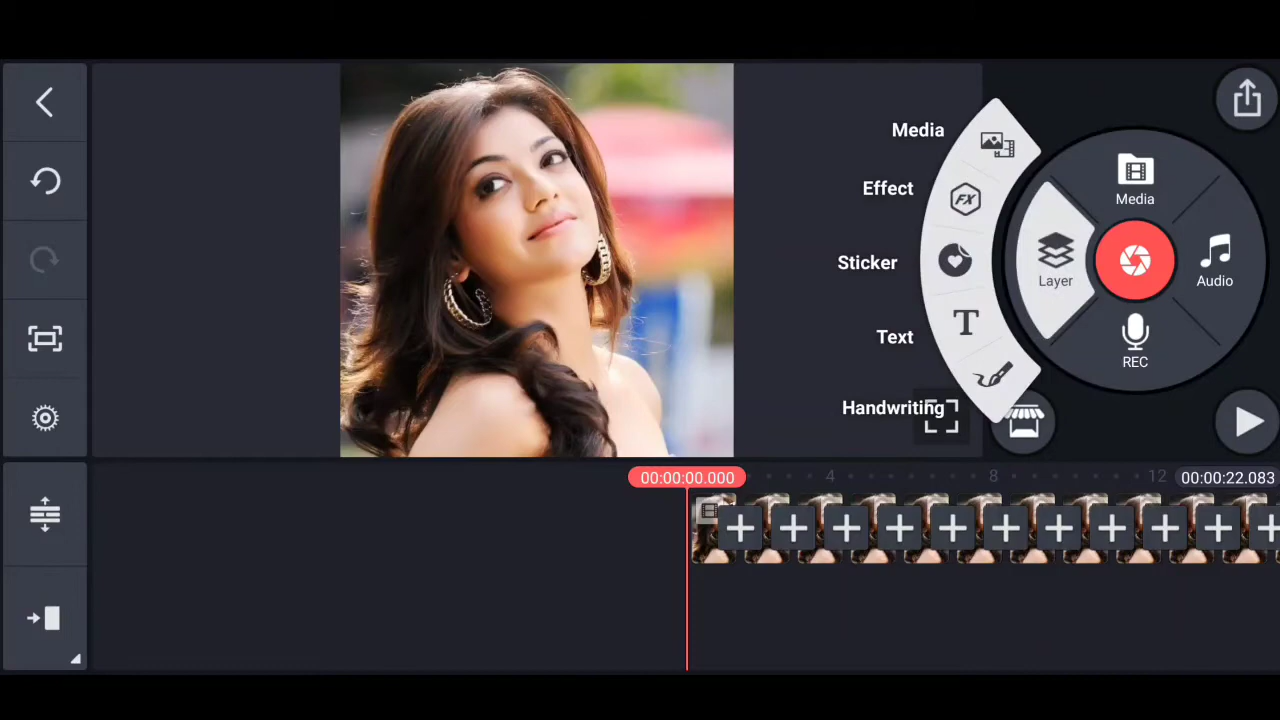 Media
Effect
Sticker
Text
Handwriting
Media
Layer
Audio
REC
FX
T
00:00:00.000
4
8
12
00:00:22.083